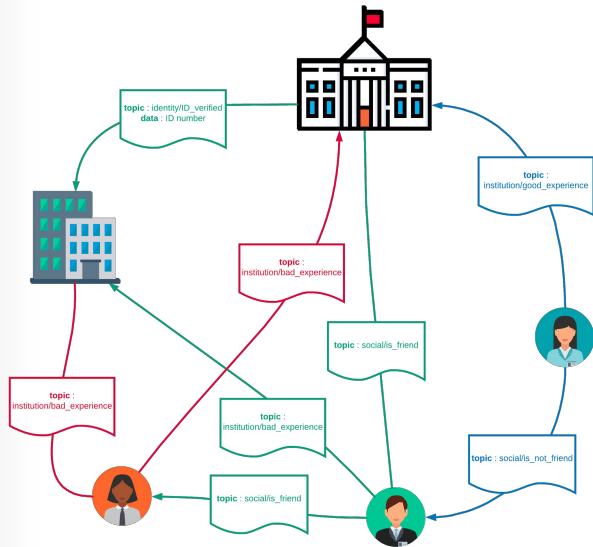 topic : identity/ID_verified
data : ID number
topic :
institution/good_experience
topic :
institution/bad_experience
topic : social/is_friend
topic :
institution/bad_experience
topic :
institution/bad_experience
topic : social/is_not_friend
topic : social/is_friend